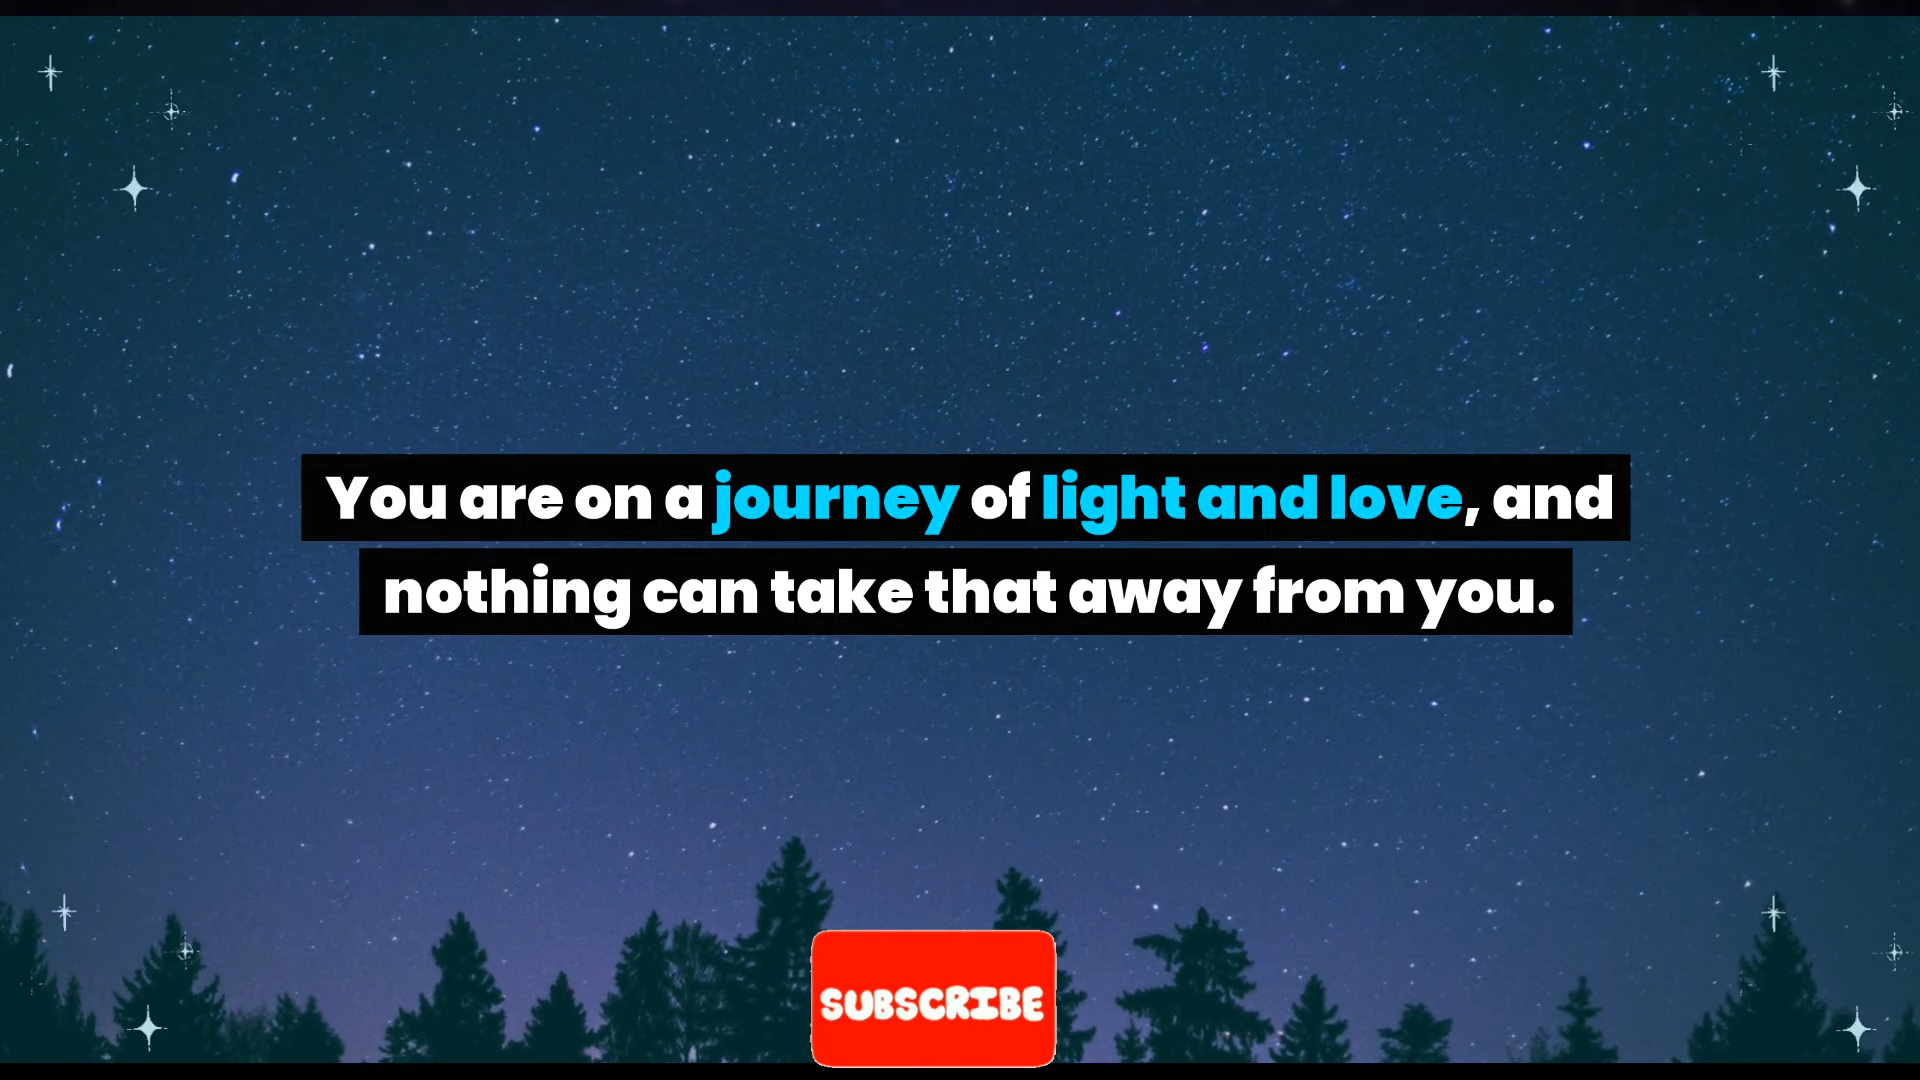 You are on a journey of light and love, and
nothing can take that away from you.
SUBSCRIBE